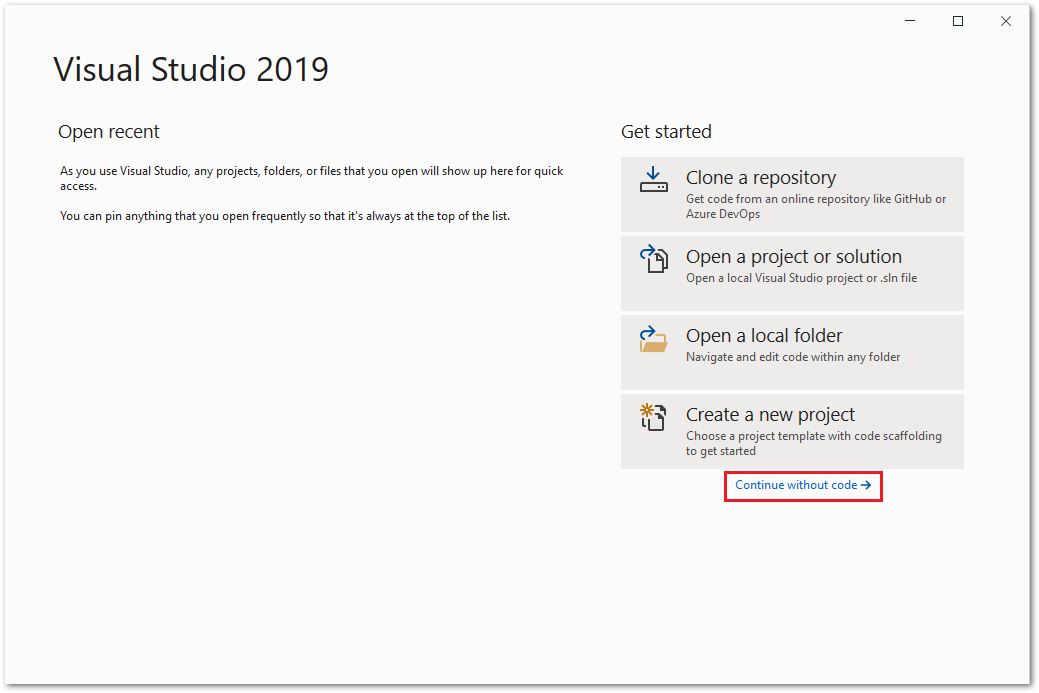 Visual Studio 2019
Open recent
As you use Visual Studio, any projects, folders, or files that you open will show up here for quick
access.
You can pin anything that you open frequently so that it's always at the top of the list.
Get started
Clone a repository
Get code from an online repository like GitHub or
Azure DevOps
Open a project or solution
Open a local Visual Studio project or .sln file
Open a local folder
Navigate and edit code within any folder
Create a new project
Choose a project template with code scaffolding
to get started
Continue without code →